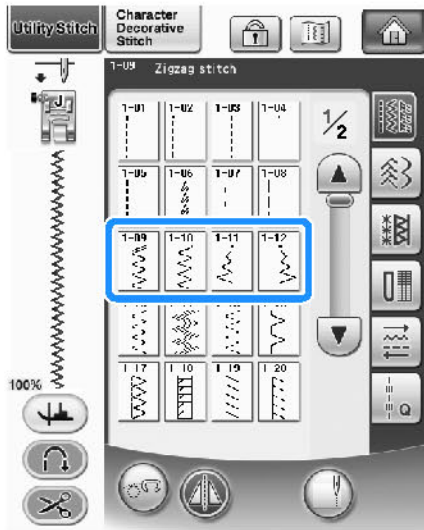 Utility Stitch
Character
Decorative
Stitch
1-09 Zigzag stitch
J
1-01 1-02 1-03 1-04
1/2
1-05 1-06 1-07 1-08
1-09 1-10 1-11 1-12
1-17 1-18 1-19 1-20
100%
Q